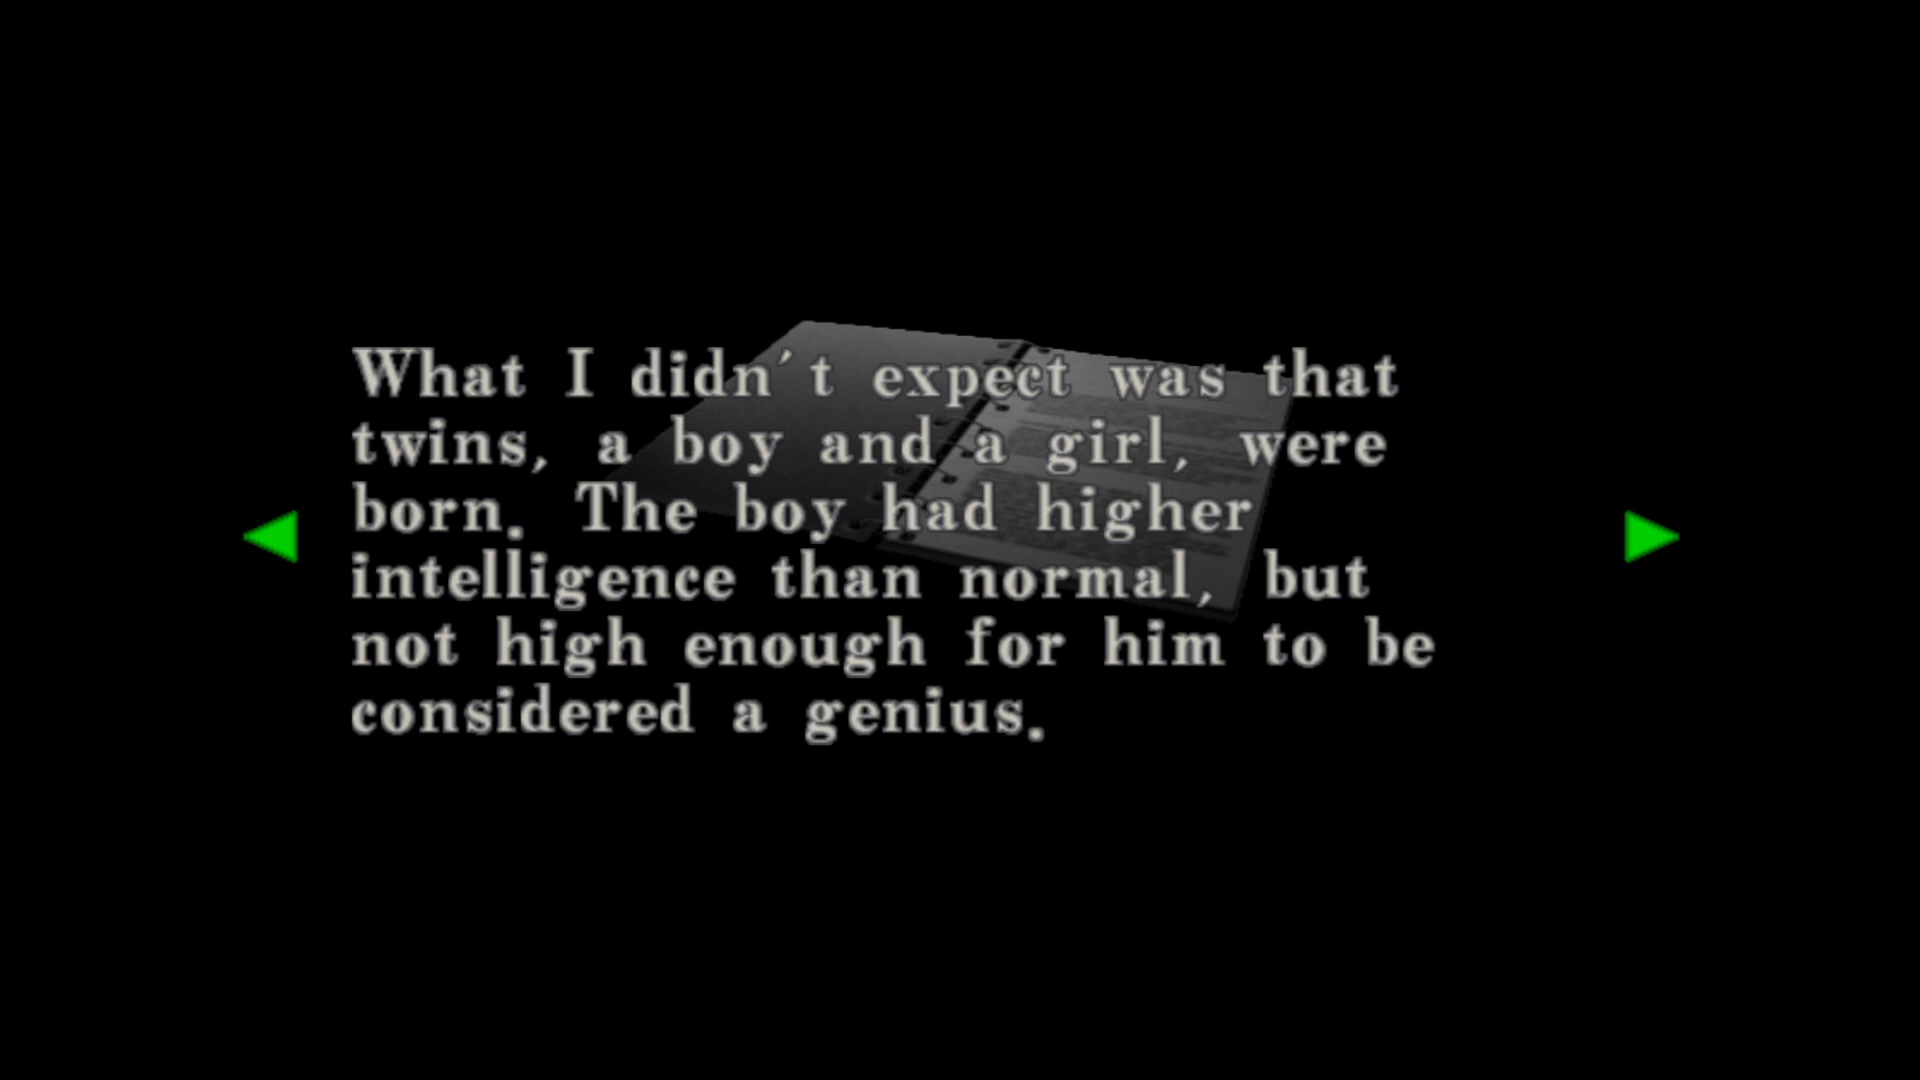 What I didn't expect was that
twins, a boy and a girl, were
born. The boy had higher
intelligence than normal, but
not high enough for him to be
considered a genius.